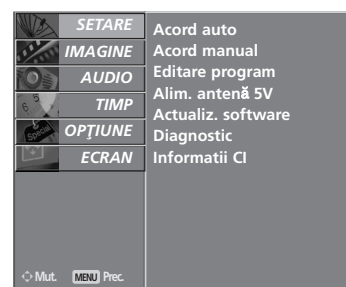 SETARE
IMAGINE
AUDIO
TIMP
OPŢIUNE
ECRAN
Acord auto
Acord manual
Editare program
Alim. antenă 5V
Actualiz. software
Diagnostic
Informatii CI
Mut. MENU Prec.